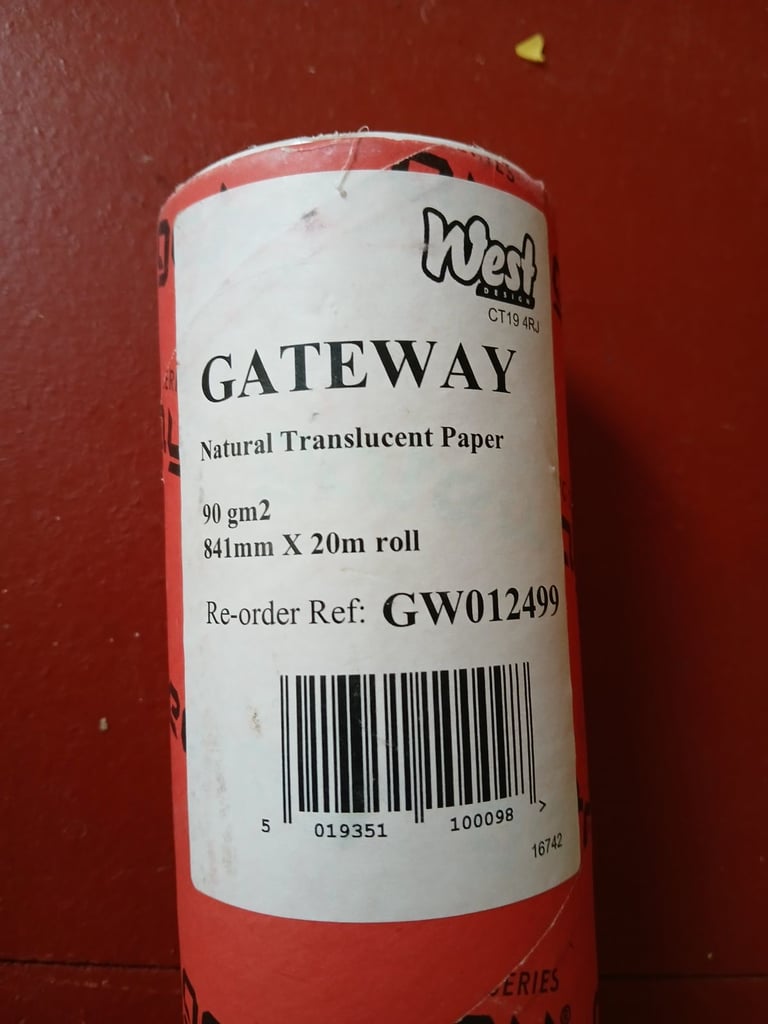 West
DESIGN
CT19 4RJ
GATEWAY
Natural Translucent Paper
90 gm2
841mm X 20m roll
Re-order Ref: GW012499
5 019351 100098 >
16742
SERIES